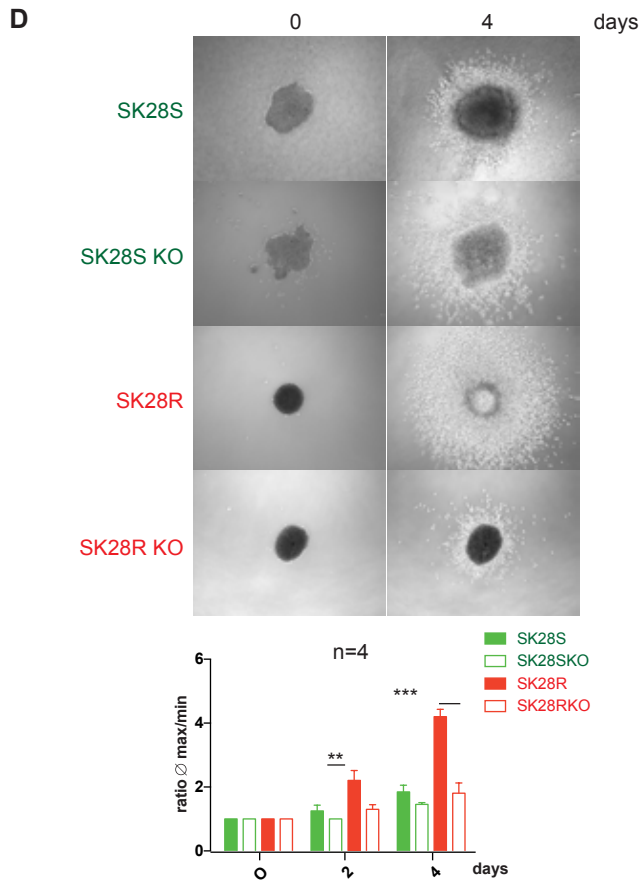 D
0 4 days
SK28S
SK28S KO
SK28R
SK28R KO
n=4
SK28S
SK28SKO
SK28R
SK28RKO
ratio Ø max/min
6
4
2
0
**
***
O 2 4 days